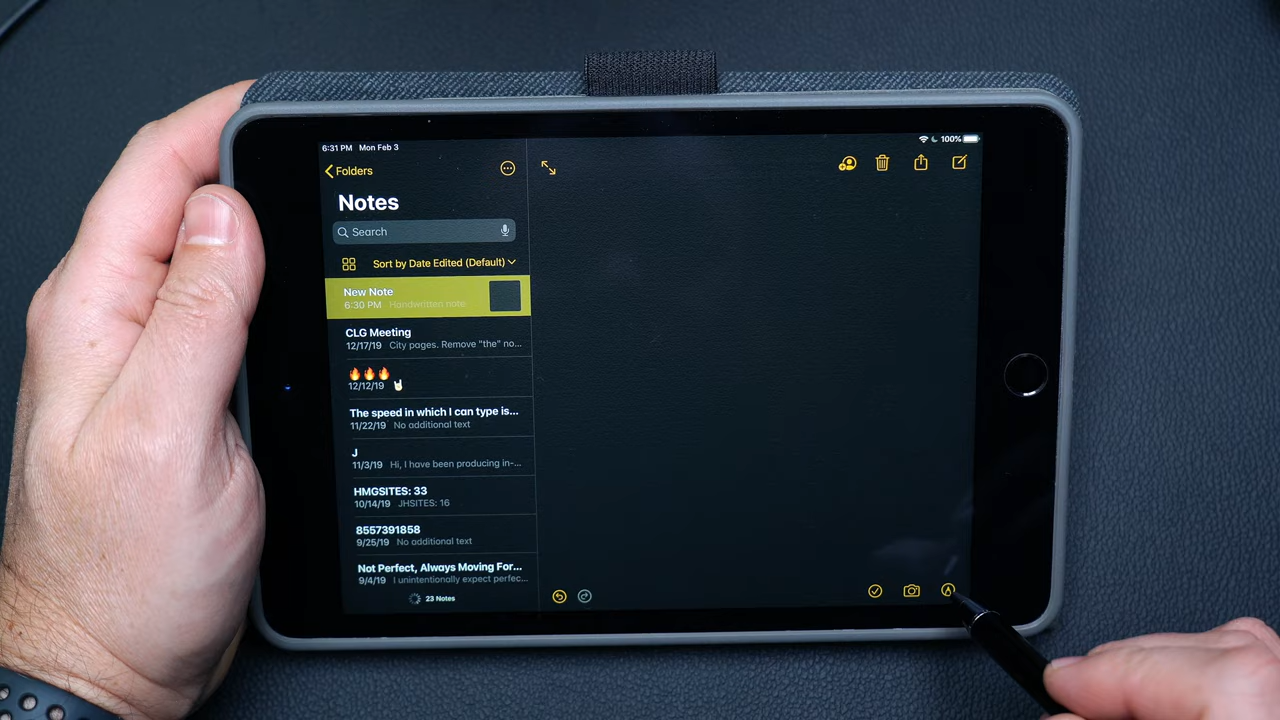 6:31 PM Mon Feb 3
100%
Folders
Notes
Search
Sort by Date Edited (Default)
New Note
6:30 PM Handwritten note
CLG Meeting
12/17/19 City pages. Remove "the" no...
🔥🔥🔥
12/12/19 🤘🏻
The speed in which I can type is...
11/22/19 No additional text
J
11/3/19 Hi, I have been producing in-...
HMGSITES: 33
10/14/19 JHSITES: 16
8557391858
9/25/19 No additional text
Not Perfect, Always Moving For...
9/4/19 I unintentionally expect perfec...
23 Notes